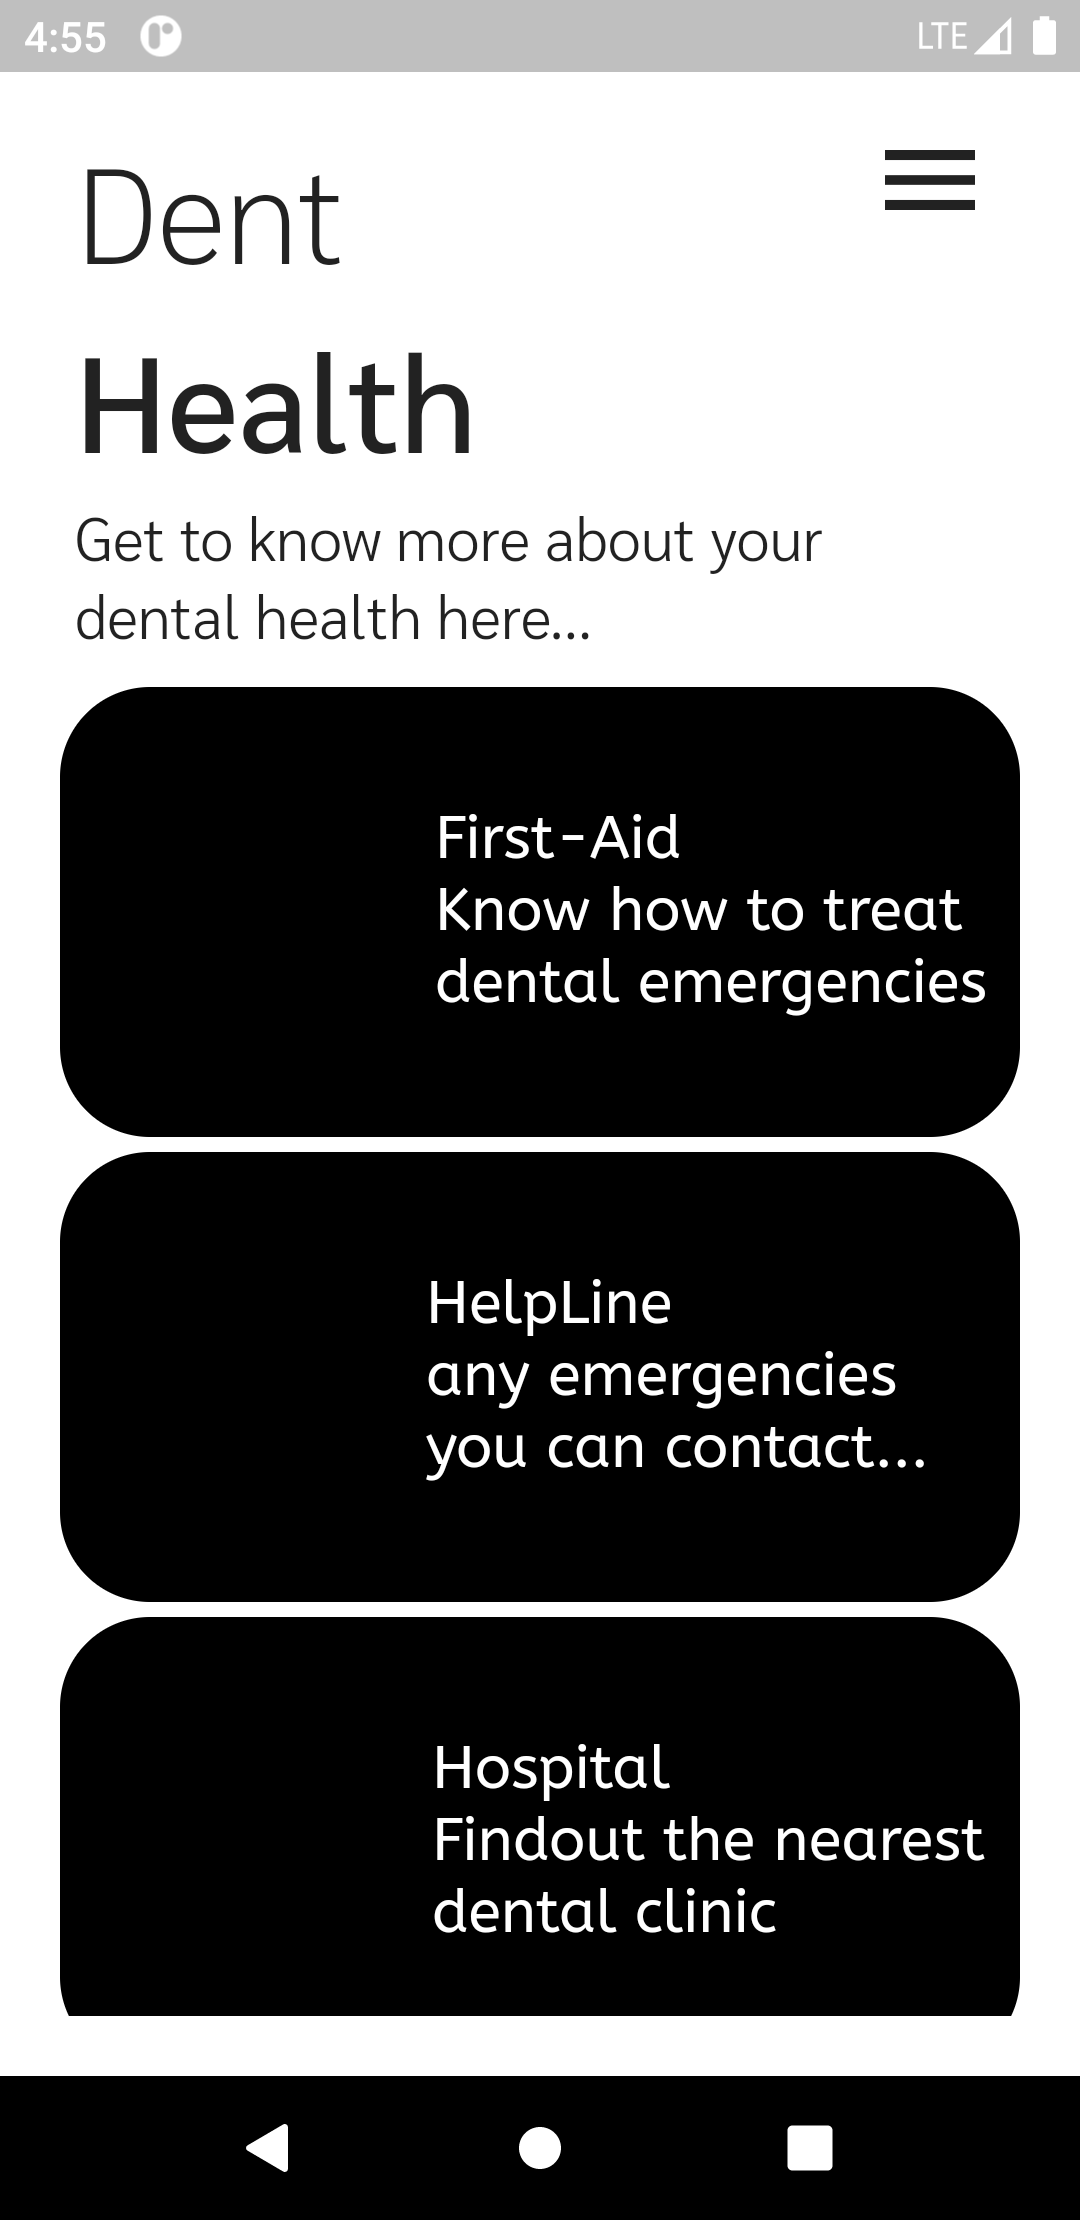 4:55
LTE
Dent
Health
Get to know more about your
dental health here...
First-Aid
Know how to treat
dental emergencies
HelpLine
any emergencies
you can contact...
Hospital
Findout the nearest
dental clinic